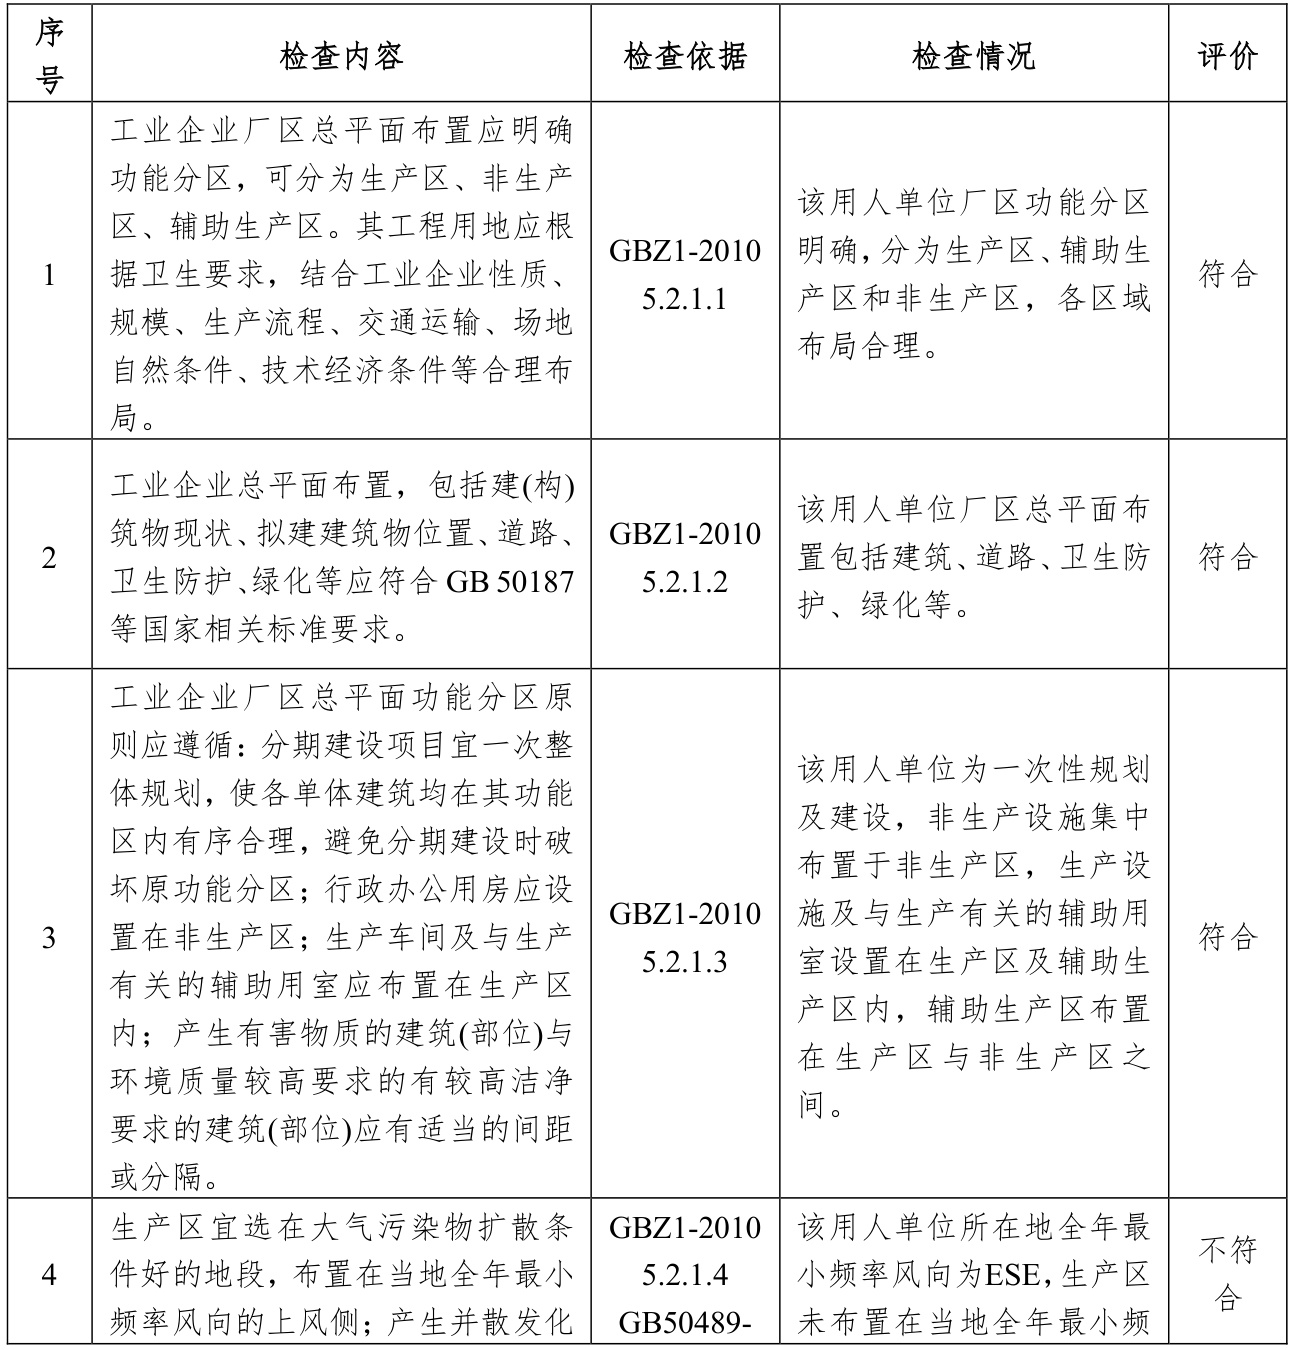 序号 检查内容 检查依据 检查情况 评价
1
工业企业厂区总平面布置应明确
功能分区，可分为生产区、非生产
区、辅助生产区。其工程用地应根
据卫生要求，结合工业企业性质、
规模、生产流程、交通运输、场地
自然条件、技术经济条件等合理布
局。
GBZ1-2010
5.2.1.1
该用人单位厂区功能分区
明确，分为生产区、辅助生
产区和非生产区，各区域
布局合理。
符合
2
工业企业总平面布置，包括建(构)
筑物现状、拟建建筑物位置、道路、
卫生防护、绿化等应符合 GB 50187
等国家相关标准要求。
GBZ1-2010
5.2.1.2
该用人单位厂区总平面布
置包括建筑、道路、卫生防
护、绿化等。
符合
3
工业企业厂区总平面功能分区原
则应遵循：分期建设项目宜一次整
体规划，使各单体建筑均在其功能
区内有序合理，避免分期建设时破
坏原功能分区；行政办公用房应设
置在非生产区；生产车间及与生产
有关的辅助用室应布置在生产区
内；产生有害物质的建筑(部位)与
环境质量较高要求的有较高洁净
要求的建筑(部位)应有适当的间距
或分隔。
GBZ1-2010
5.2.1.3
该用人单位为一次性规划
及建设，非生产设施集中
布置于非生产区，生产设
施及与生产有关的辅助用
室设置在生产区及辅助生
产区内，辅助生产区布置
在生产区与非生产区之
间。
符合
4
生产区宜选在大气污染物扩散条
件好的地段，布置在当地全年最小
频率风向的上风侧；产生并散发化
GBZ1-2010
5.2.1.4
GB50489-
该用人单位所在地全年最
小频率风向为ESE，生产区
未布置在当地全年最小频
不符
合